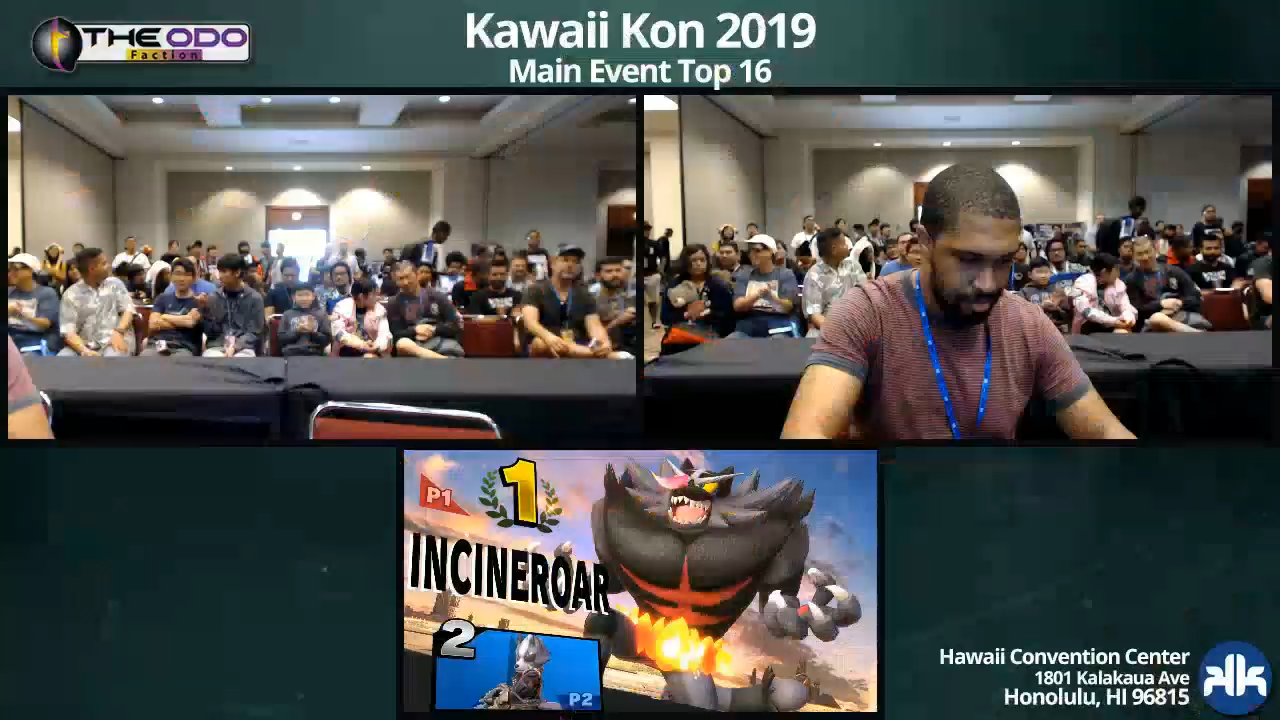 THE ODO
Faction
Kawaii Kon 2019
Main Event Top 16
P1
1
INCINEROAR
2
P2
Hawaii Convention Center
1801 Kalakaua Ave
Honolulu, HI 96815